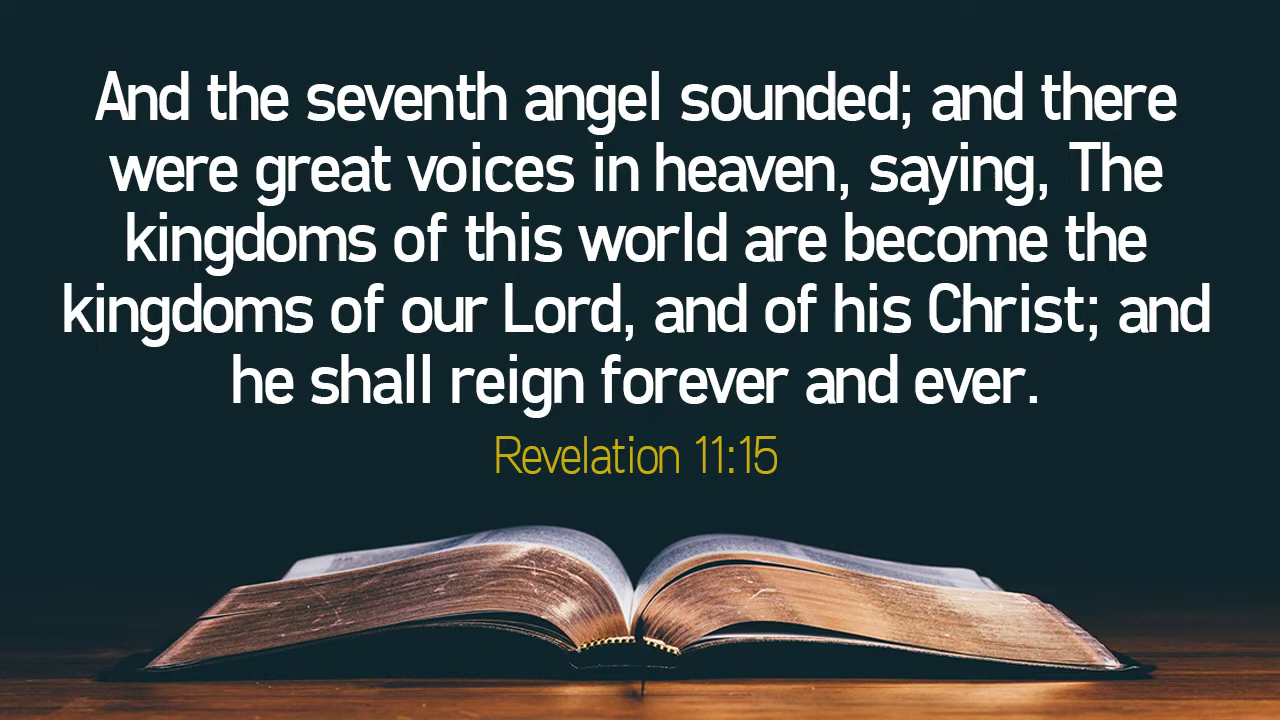 And the seventh angel sounded; and there
were great voices in heaven, saying, The
kingdoms of this world are become the
kingdoms of our Lord, and of his Christ; and
he shall reign forever and ever.
Revelation 11:15